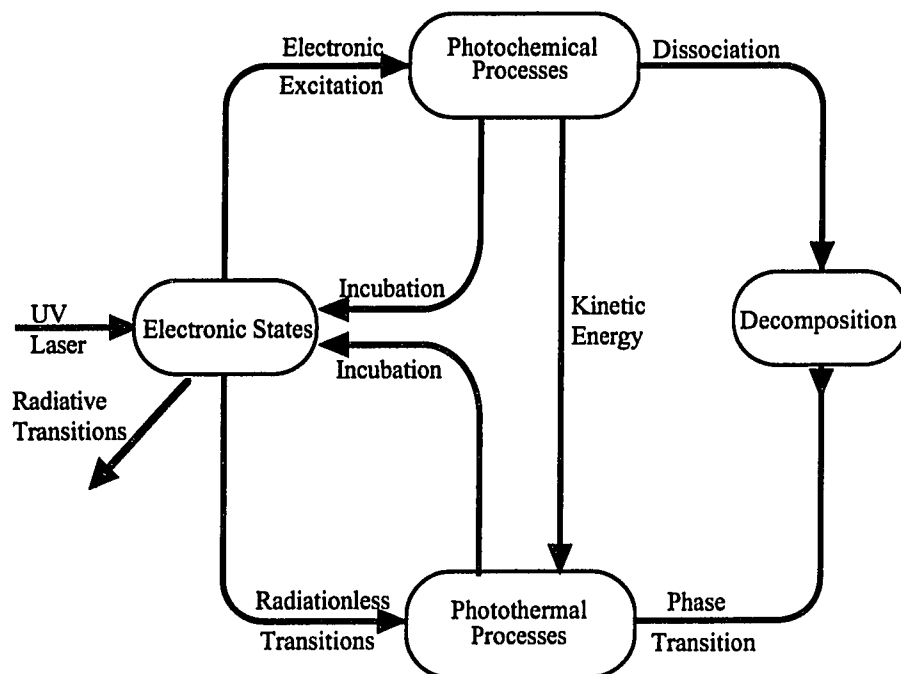 Electronic
Excitation
Photochemical
Processes
Dissociation
Incubation
UV
Laser
Electronic States
Kinetic
Energy
Decomposition
Incubation
Radiative
Transitions
Radiationless
Transitions
Photothermal
Processes
Phase
Transition